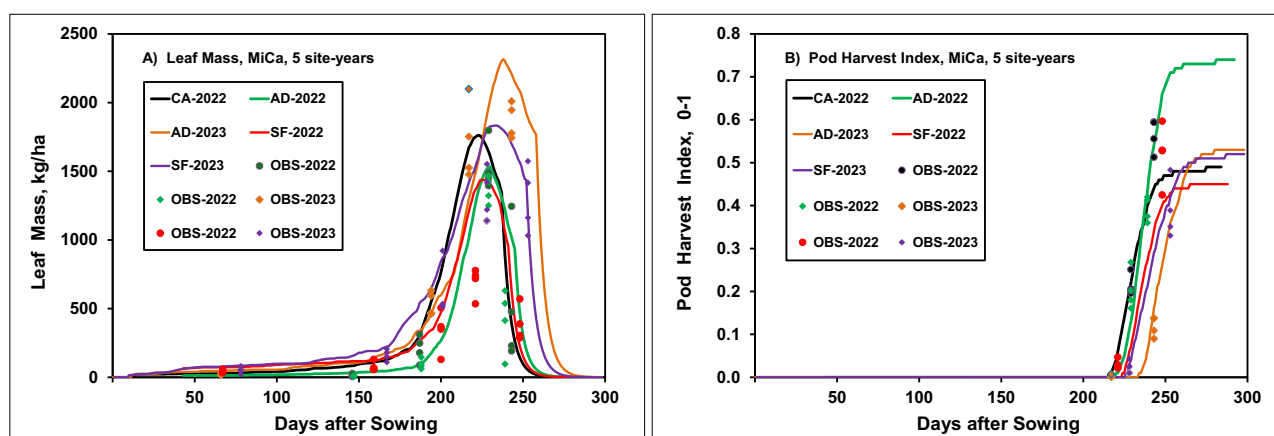 A) Leaf Mass, MiCa, 5 site-years
Leaf Mass, kg/ha
2500
2000
1500
1000
500
0
CA-2022 AD-2022
AD-2023 SF-2022
SF-2023 OBS-2022
OBS-2022 OBS-2023
OBS-2022 OBS-2023
50 100 150 200 250 300
Days after Sowing
B) Pod Harvest Index, MiCa, 5 site-years
Pod Harvest Index, 0-1
0.8
0.7
0.6
0.5
0.4
0.3
0.2
0.1
0.0
CA-2022 AD-2022
AD-2023 SF-2022
SF-2023 OBS-2022
OBS-2022 OBS-2023
OBS-2022 OBS-2023
50 100 150 200 250 300
Days after Sowing